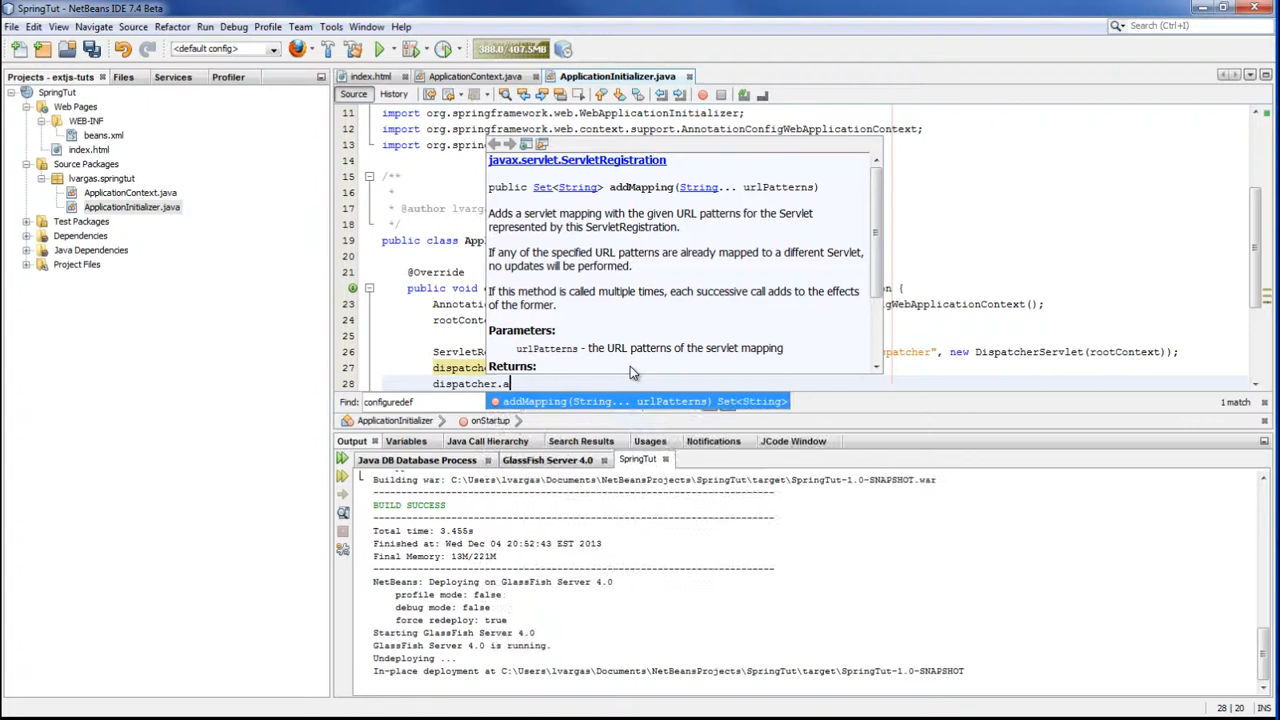 SpringTut - NetBeans IDE 7.4 Beta
File Edit View Navigate Source Refactor Run Debug Profile Team Tools Window Help
Search (Ctrl+I)
<default config>
388.0/407.5MB
Projects - extjs-tuts Files Services Profiler
index.html ApplicationContext.java ApplicationInitializer.java
SpringTut
Web Pages
WEB-INF
beans.xml
index.html
Source Packages
lvargas.springtut
ApplicationContext.java
ApplicationInitializer.java
Test Packages
Dependencies
Java Dependencies
Project Files
Source History
11 import org.springframework.web.WebApplicationInitializer;
12 import org.springframework.web.context.support.AnnotationConfigWebApplicationContext;
13 import org.spring
14
15 /**
16 *
17 * @author lvarga
18 */
19 public class App
20
21 @Override
public void
23 Annotatio
gWebApplicationContext();
24 rootConte
25
26 ServletRe
patcher", new DispatcherServlet(rootContext));
27 dispatche
28 dispatcher.a
javax.servlet.ServletRegistration
public Set<String> addMapping(String... urlPatterns)
Adds a servlet mapping with the given URL patterns for the Servlet
represented by this ServletRegistration.
If any of the specified URL patterns are already mapped to a different Servlet,
no updates will be performed.
If this method is called multiple times, each successive call adds to the effects
of the former.
Parameters:
urlPatterns - the URL patterns of the servlet mapping
Returns:
addMapping(String... urlPatterns) Set<String>
Find: configuredef
1 match
ApplicationInitializer onStartup
Output Variables Java Call Hierarchy Search Results Usages Notifications JCode Window
Java DB Database Process GlassFish Server 4.0 SpringTut
Building war: C:\Users\lvargas\Documents\NetBeansProjects\SpringTut\target\SpringTut-1.0-SNAPSHOT.war
------------------------------------------------------------------------
BUILD SUCCESS
------------------------------------------------------------------------
Total time: 3.455s
Finished at: Wed Dec 04 20:52:43 EST 2013
Final Memory: 13M/221M
------------------------------------------------------------------------
NetBeans: Deploying on GlassFish Server 4.0
profile mode: false
debug mode: false
force redeploy: true
Starting GlassFish Server 4.0
GlassFish Server 4.0 is running.
Undeploying ...
In-place deployment at C:\Users\lvargas\Documents\NetBeansProjects\SpringTut\target\SpringTut-1.0-SNAPSHOT
28 | 20 INS